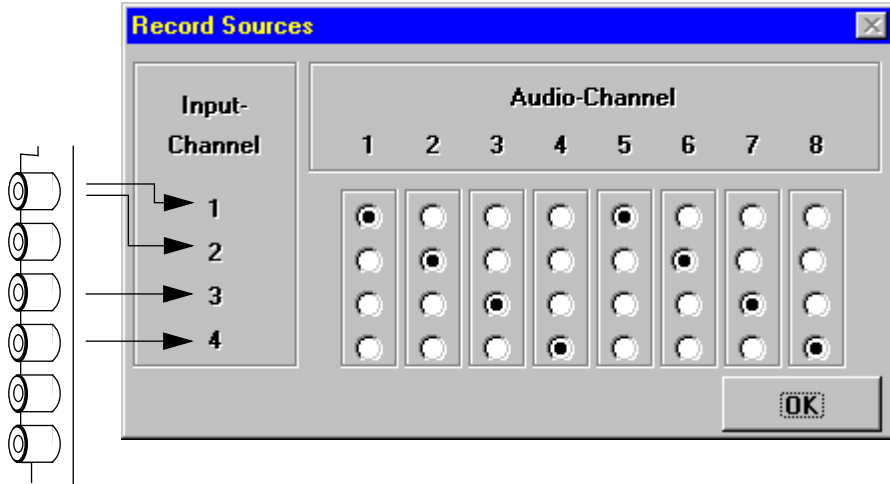 Record Sources
Input-
Channel
Audio-Channel
1 2 3 4 5 6 7 8
1
2
3
4
OK